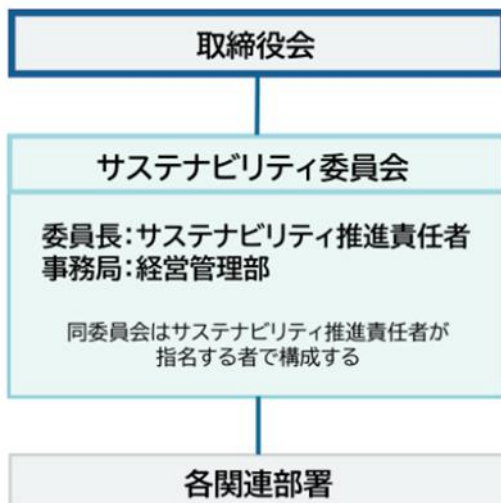 取締役会
サステナビリティ委員会
委員長：サステナビリティ推進責任者
事務局：経営管理部
同委員会はサステナビリティ推進責任者が
指名する者で構成する
各関連部署